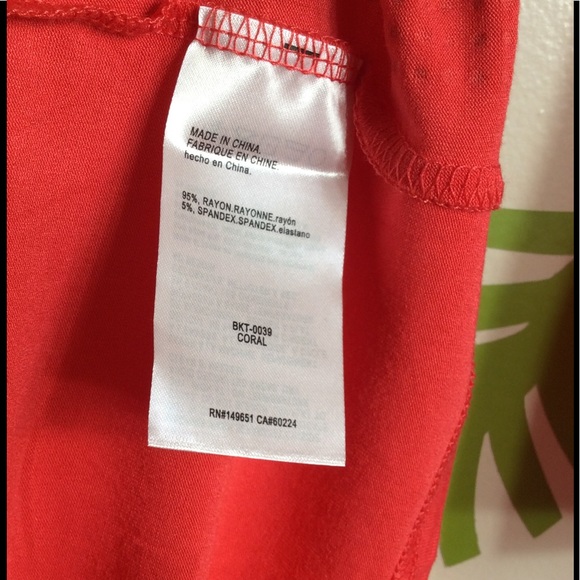 MADE IN CHINA.
FABRIQUE EN CHINE
hecho en China.
95%, RAYON.RAYONNE.rayón
5%, SPANDEX.SPANDEX.elastano
BKT-0039
CORAL
RN#149651 CA#60224